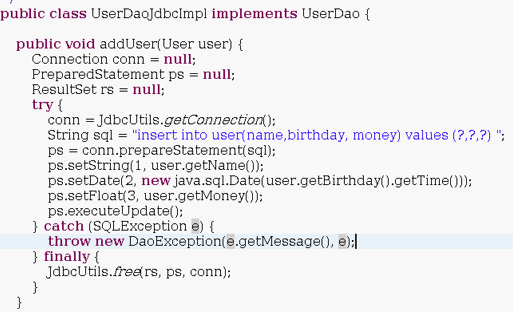 public class UserDaoJdbcImpl implements UserDao {
public void addUser(User user) {
Connection conn = null;
PreparedStatement ps = null;
ResultSet rs = null;
try {
conn = JdbcUtils.getConnection();
String sql = "insert into user(name,birthday, money) values (?,?,?) ";
ps = conn.prepareStatement(sql);
ps.setString(1, user.getName());
ps.setDate(2, new java.sql.Date(user.getBirthday().getTime()));
ps.setFloat(3, user.getMoney());
ps.executeUpdate();
} catch (SQLException e) {
throw new DaoException(e.getMessage(), e);
} finally {
JdbcUtils.free(rs, ps, conn);
}
}